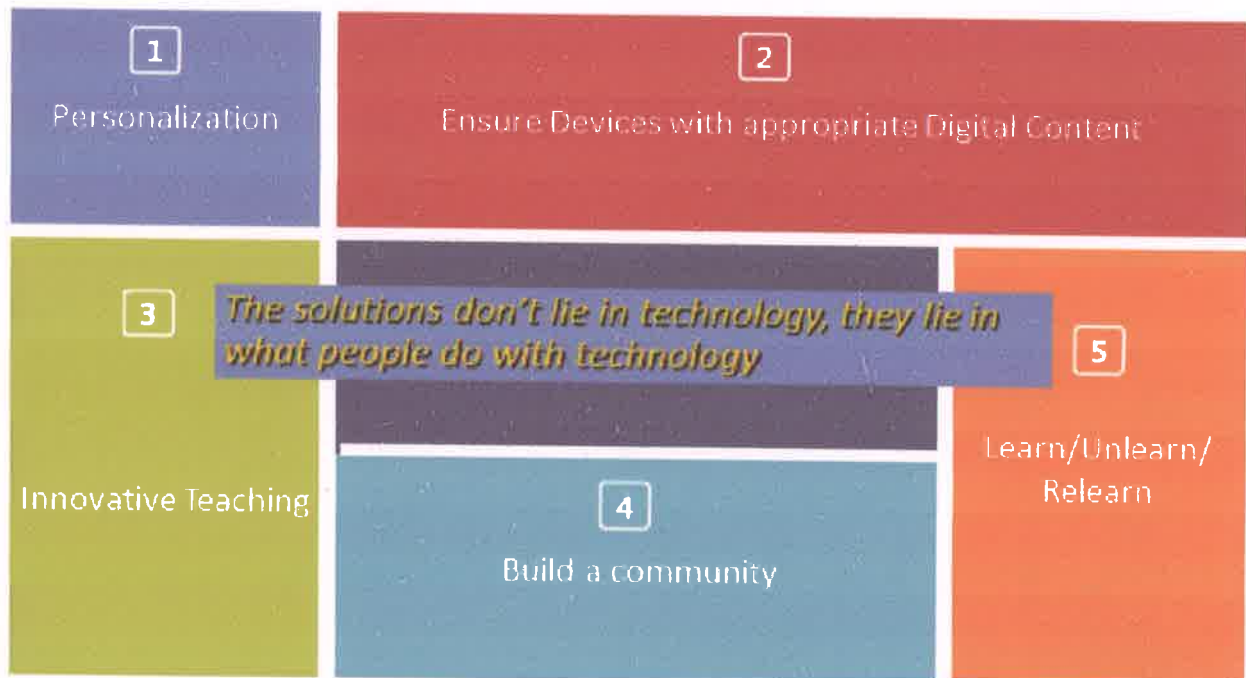 1
Personalization
2
Ensure Devices with appropriate Digital Content
3
The solutions don't lie in technology, they lie in
what people do with technology
Innovative Teaching
4
Build a community
5
Learn/Unlearn/
Relearn